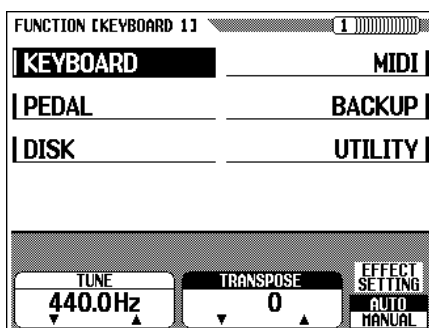 FUNCTION [KEYBOARD 1] 1
KEYBOARD MIDI
PEDAL BACKUP
DISK UTILITY
EFFECT
TUNE TRANSPOSE SETTING
440.0Hz 0 AUTO
MANUAL